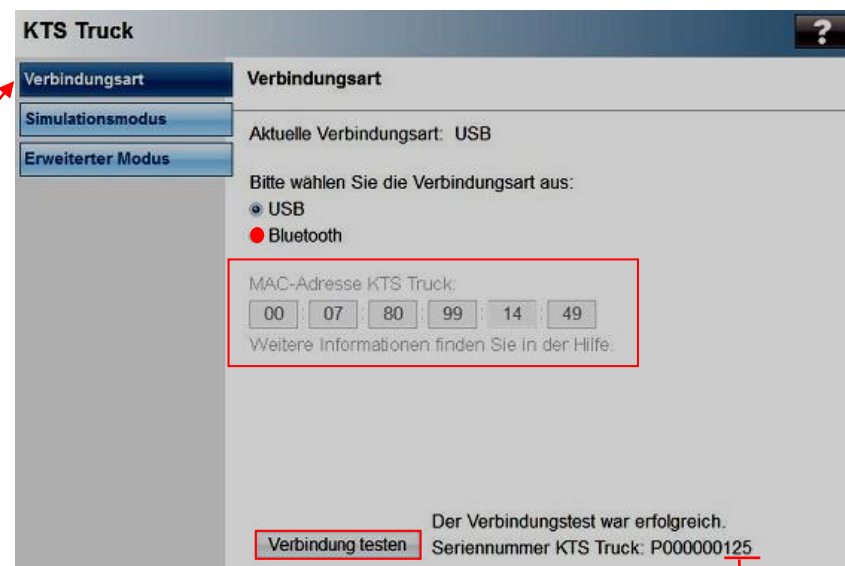 KTS Truck
?
Verbindungsart
Simulationsmodus
Erweiterter Modus
Verbindungsart
Aktuelle Verbindungsart: USB
Bitte wählen Sie die Verbindungsart aus:
USB
Bluetooth
MAC-Adresse KTS Truck:
00 : 07 : 80 : 99 : 14 : 49
Weitere Informationen finden Sie in der Hilfe.
Der Verbindungstest war erfolgreich.
Verbindung testen
Seriennummer KTS Truck: P000000125